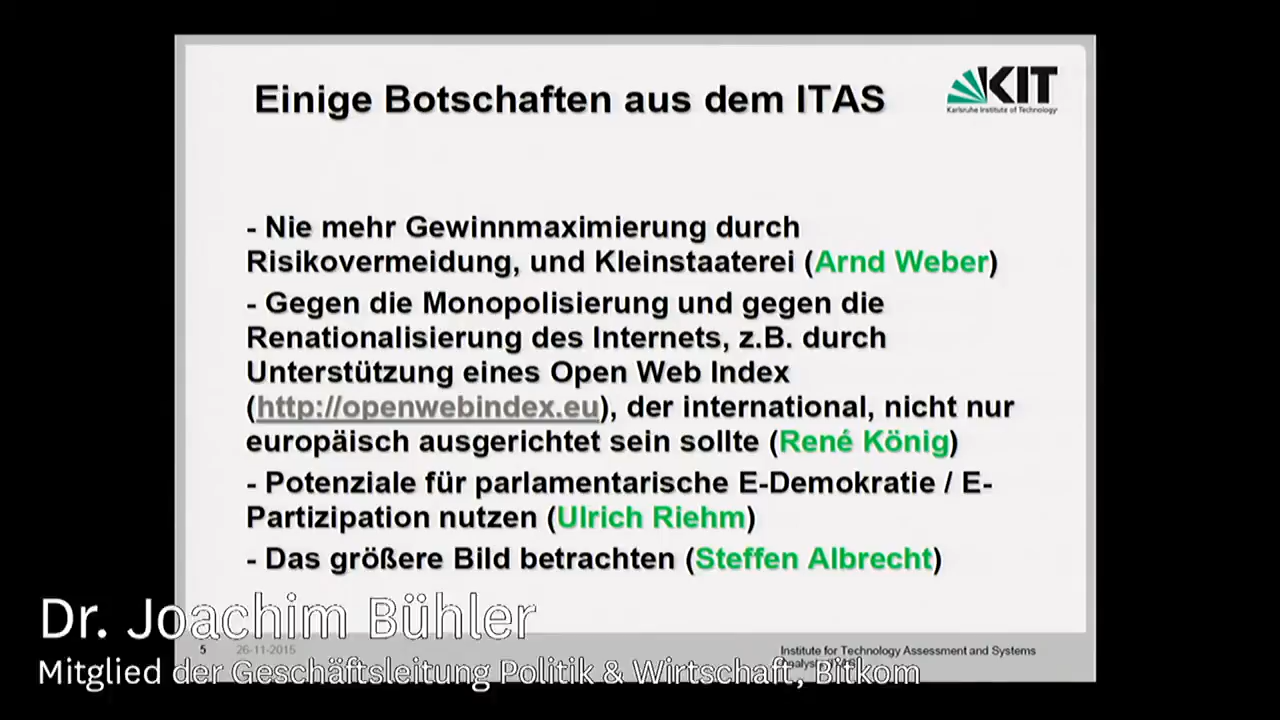 Einige Botschaften aus dem ITAS
KIT
Karlsruhe Institute of Technology
- Nie mehr Gewinnmaximierung durch
Risikovermeidung, und Kleinstaaterei (Arnd Weber)
- Gegen die Monopolisierung und gegen die
Renationalisierung des Internets, z.B. durch
Unterstützung eines Open Web Index
(http://openwebindex.eu), der international, nicht nur
europäisch ausgerichtet sein sollte (René König)
- Potenziale für parlamentarische E-Demokratie / E-
Partizipation nutzen (Ulrich Riehm)
- Das größere Bild betrachten (Steffen Albrecht)
Dr. Joachim Bühler
5
26-11-2015
Institute for Technology Assessment and Systems
Mitglied der Geschäftsleitung Politik & Wirtschaft, Bitkom